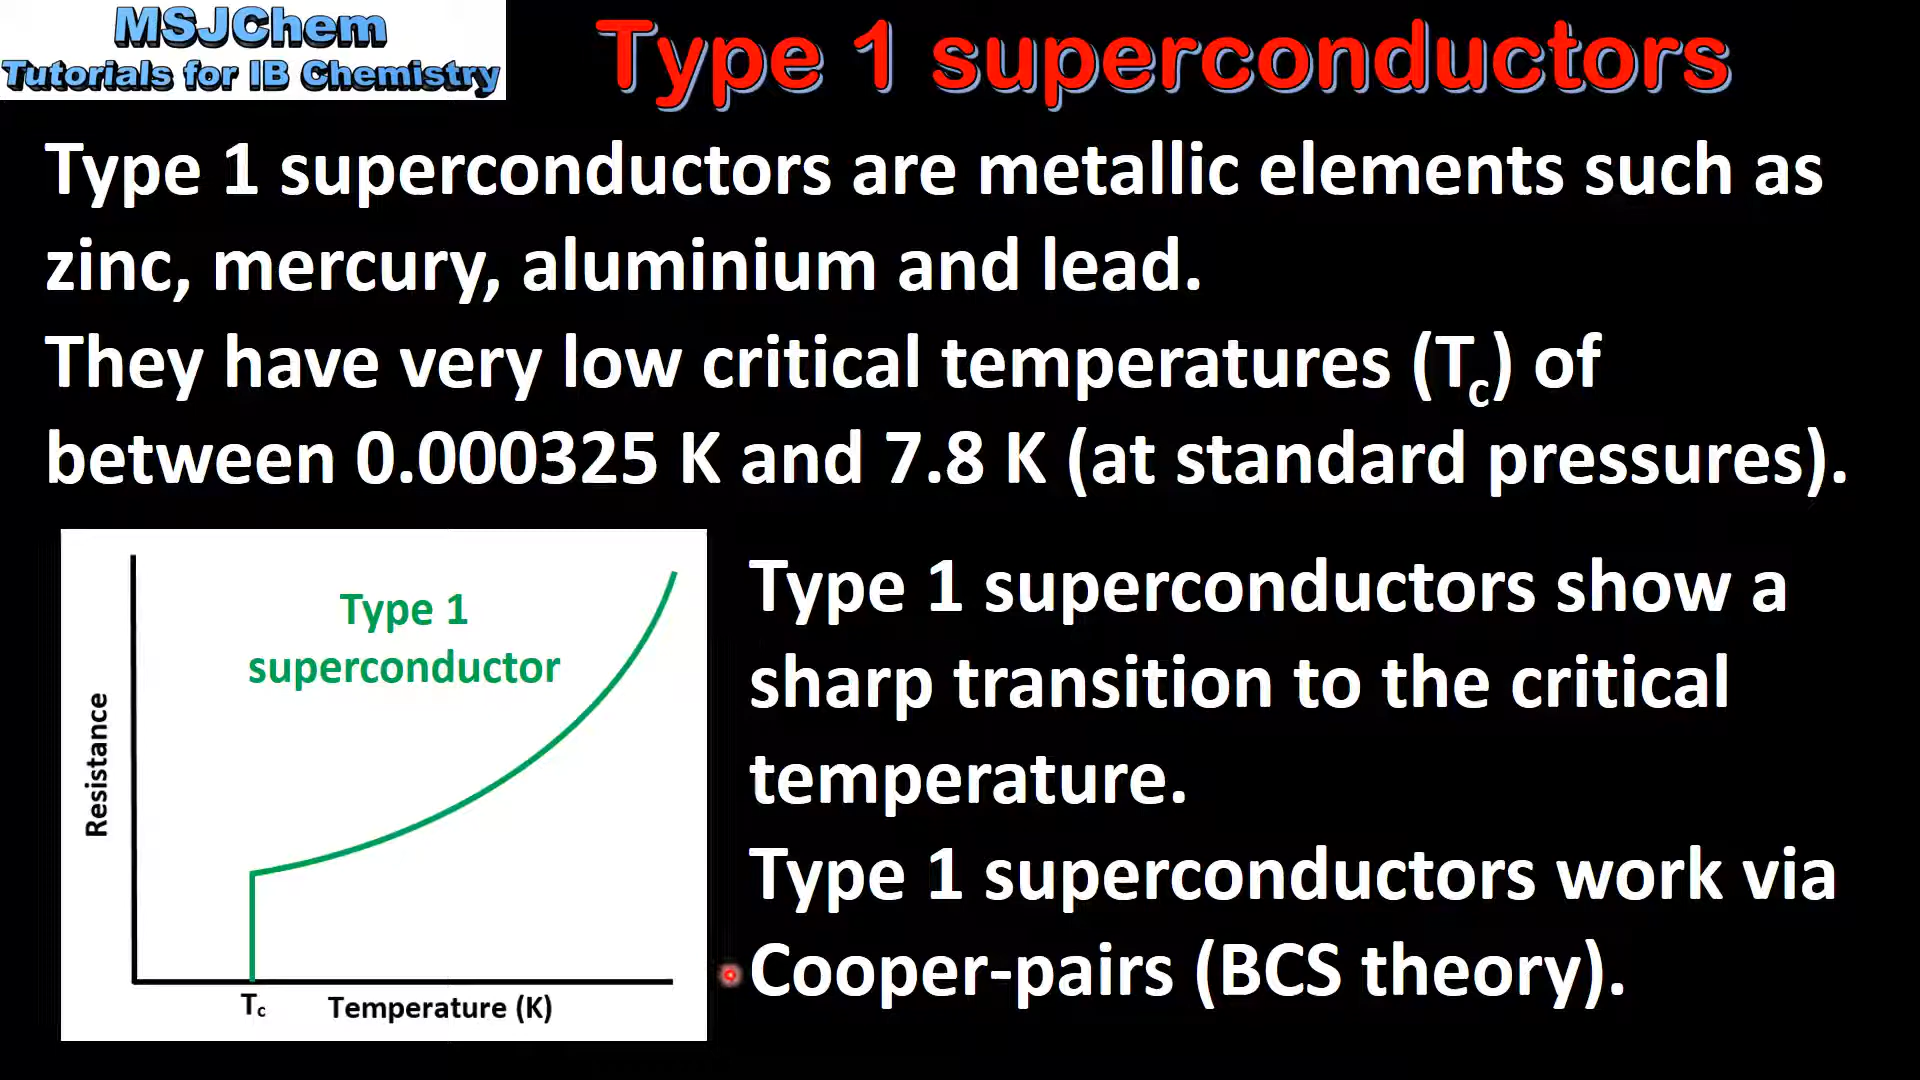 MSJChem
Tutorials for IB Chemistry
Type 1 superconductors
Type 1 superconductors are metallic elements such as
zinc, mercury, aluminium and lead.
They have very low critical temperatures (Tc) of
between 0.000325 K and 7.8 K (at standard pressures).
Type 1
superconductor
Resistance
Tc
Temperature (K)
Type 1 superconductors show a
sharp transition to the critical
temperature.
Type 1 superconductors work via
Cooper-pairs (BCS theory).